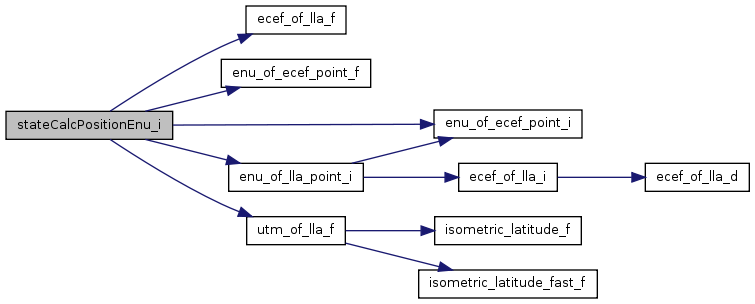 ecef_of_lla_f
enu_of_ecef_point_f
stateCalcPositionEnu_i
enu_of_ecef_point_i
enu_of_lla_point_i
ecef_of_lla_i
ecef_of_lla_d
utm_of_lla_f
isometric_latitude_f
isometric_latitude_fast_f